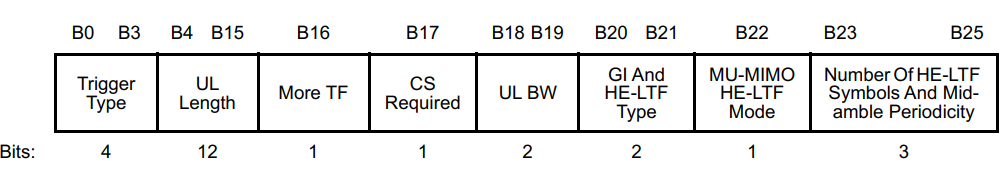 B0 B3 B4 B15 B16 B17 B18 B19 B20 B21 B22 B23 B25
Trigger
Type
UL
Length
More TF
CS
Required
UL BW
GI And
HE-LTF
Type
MU-MIMO
HE-LTF
Mode
Number Of HE-LTF
Symbols And Mid-
amble Periodicity
Bits: 4 12 1 1 2 2 1 3